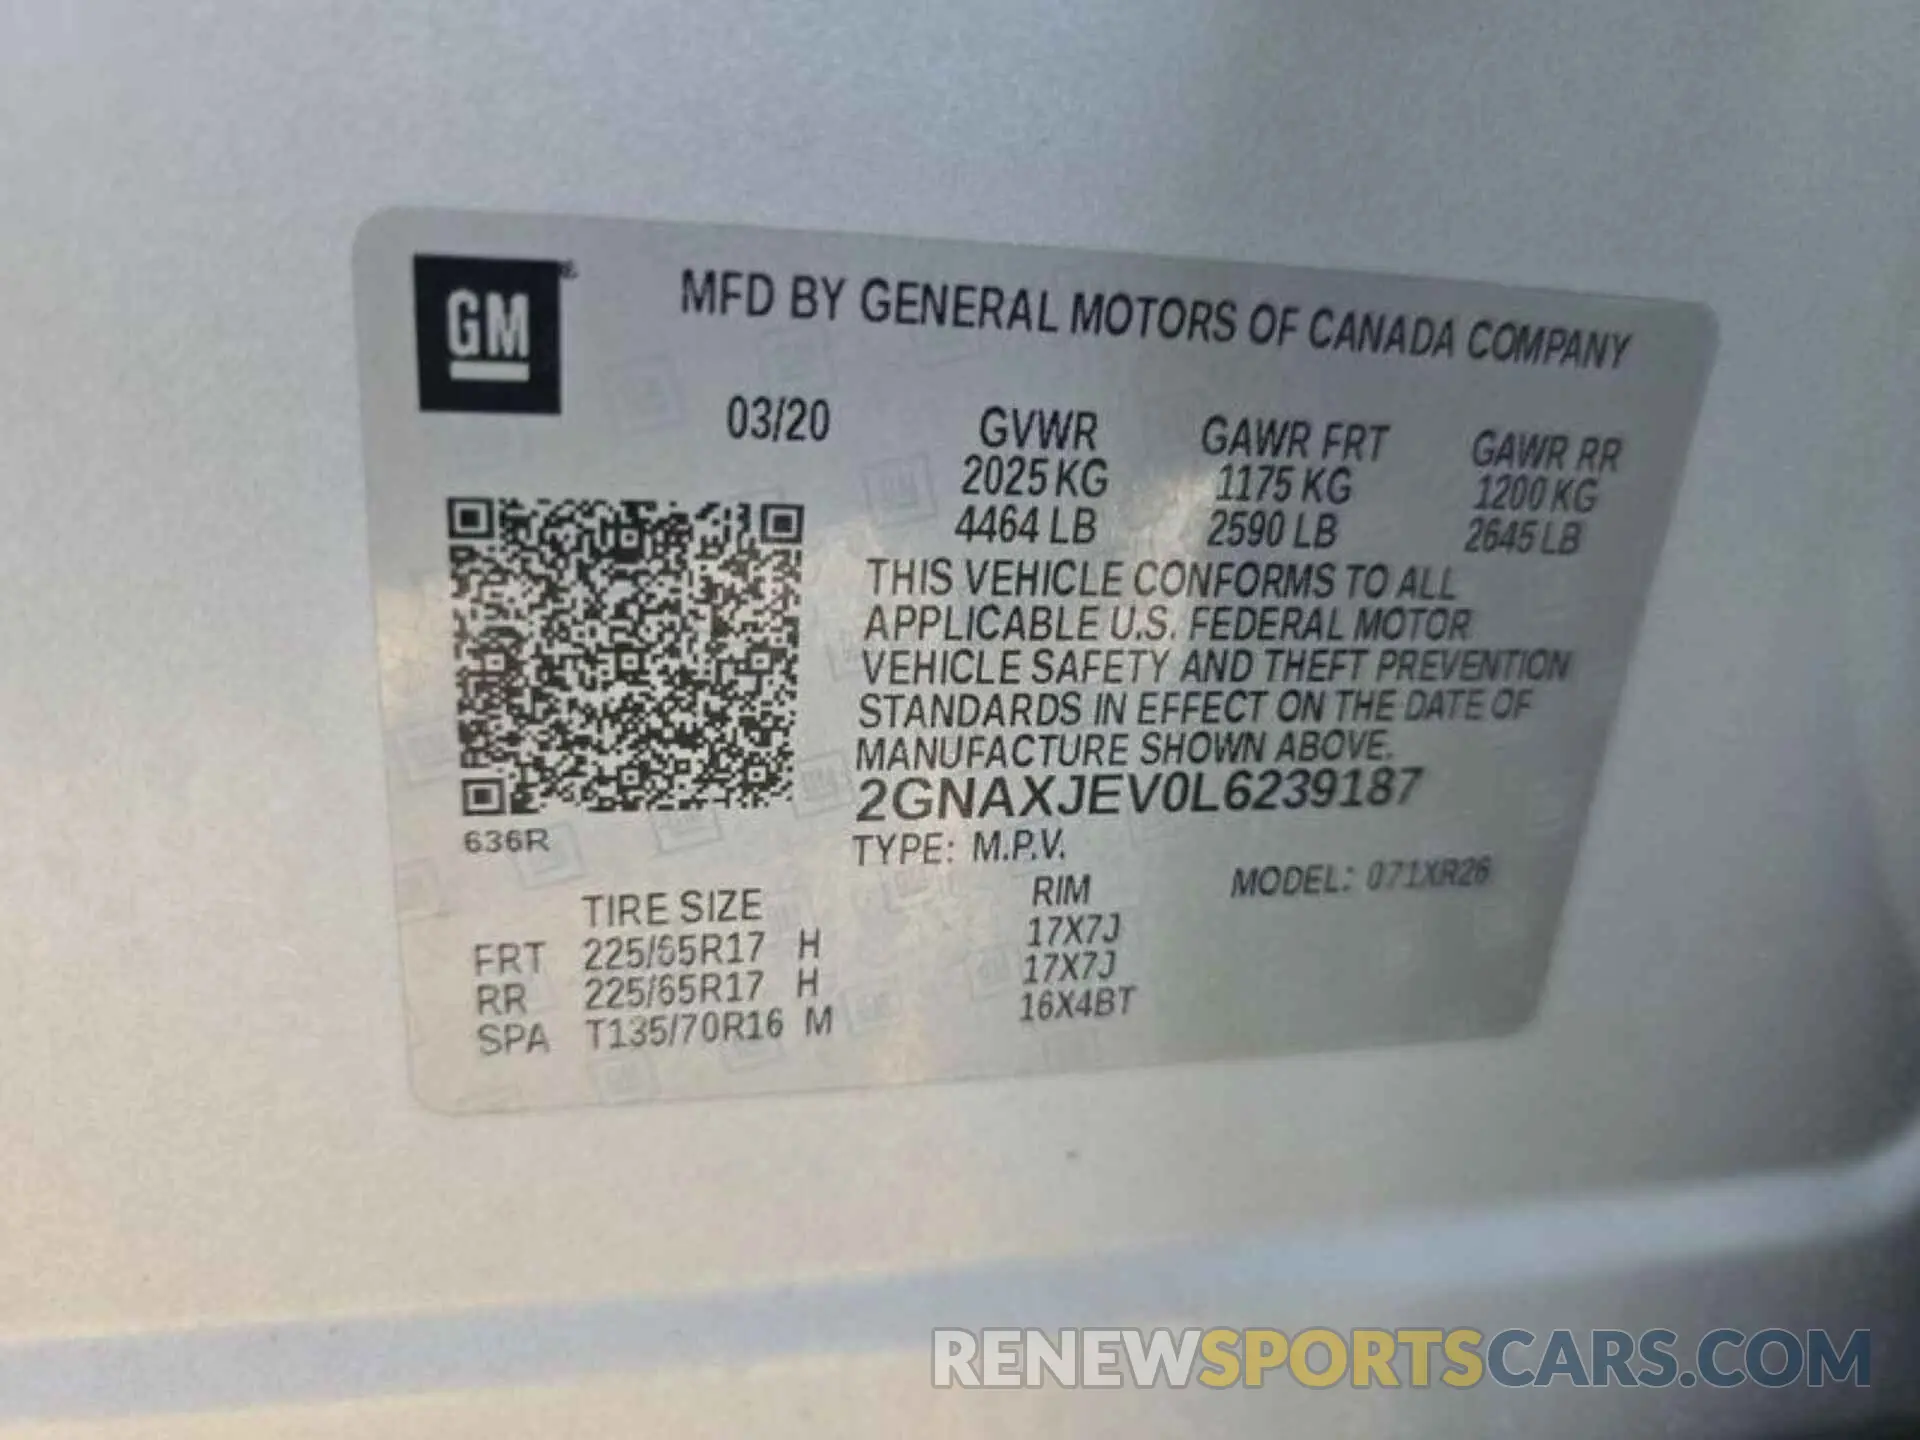 GM
MFD BY GENERAL MOTORS OF CANADA COMPANY
03/20 GVWR GAWR FRT GAWR RR
2025 KG 1175 KG 1200 KG
4464 LB 2590 LB 2645 LB
THIS VEHICLE CONFORMS TO ALL
APPLICABLE U.S. FEDERAL MOTOR
VEHICLE SAFETY AND THEFT PREVENTION
STANDARDS IN EFFECT ON THE DATE OF
MANUFACTURE SHOWN ABOVE.
2GNAXJEV0L6239187
636R
TYPE: M.P.V.
MODEL: 071XR26
TIRE SIZE RIM
FRT 225/65R17 H 17X7J
RR 225/65R17 H 17X7J
SPA T135/70R16 M 16X4BT
RENEWSPORTSCARS.COM